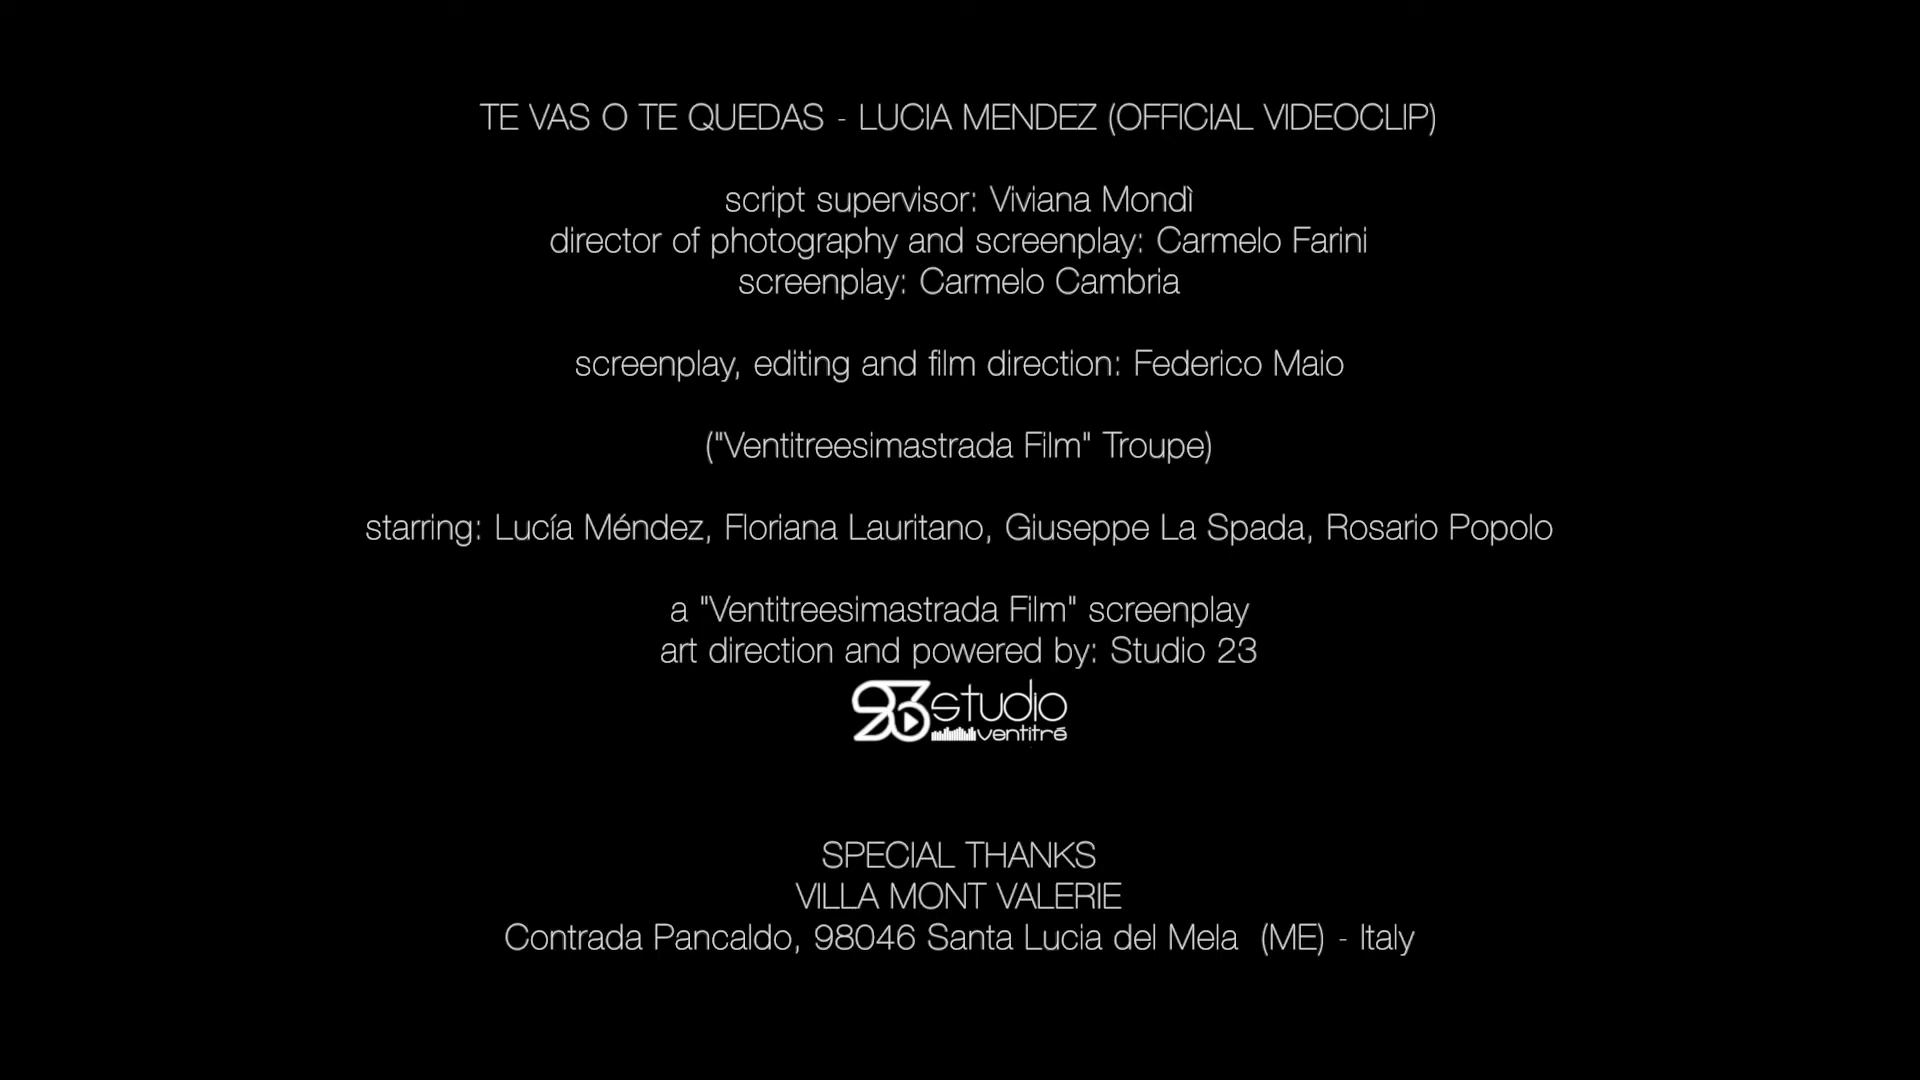 TE VAS O TE QUEDAS - LUCIA MENDEZ (OFFICIAL VIDEOCLIP)
script supervisor: Viviana Mondì
director of photography and screenplay: Carmelo Farini
screenplay: Carmelo Cambria
screenplay, editing and film direction: Federico Maio
("Ventitreesimastrada Film" Troupe)
starring: Lucía Méndez, Floriana Lauritano, Giuseppe La Spada, Rosario Popolo
a "Ventitreesimastrada Film" screenplay
art direction and powered by: Studio 23
23 studio
ventitré
SPECIAL THANKS
VILLA MONT VALERIE
Contrada Pancaldo, 98046 Santa Lucia del Mela  (ME) - Italy